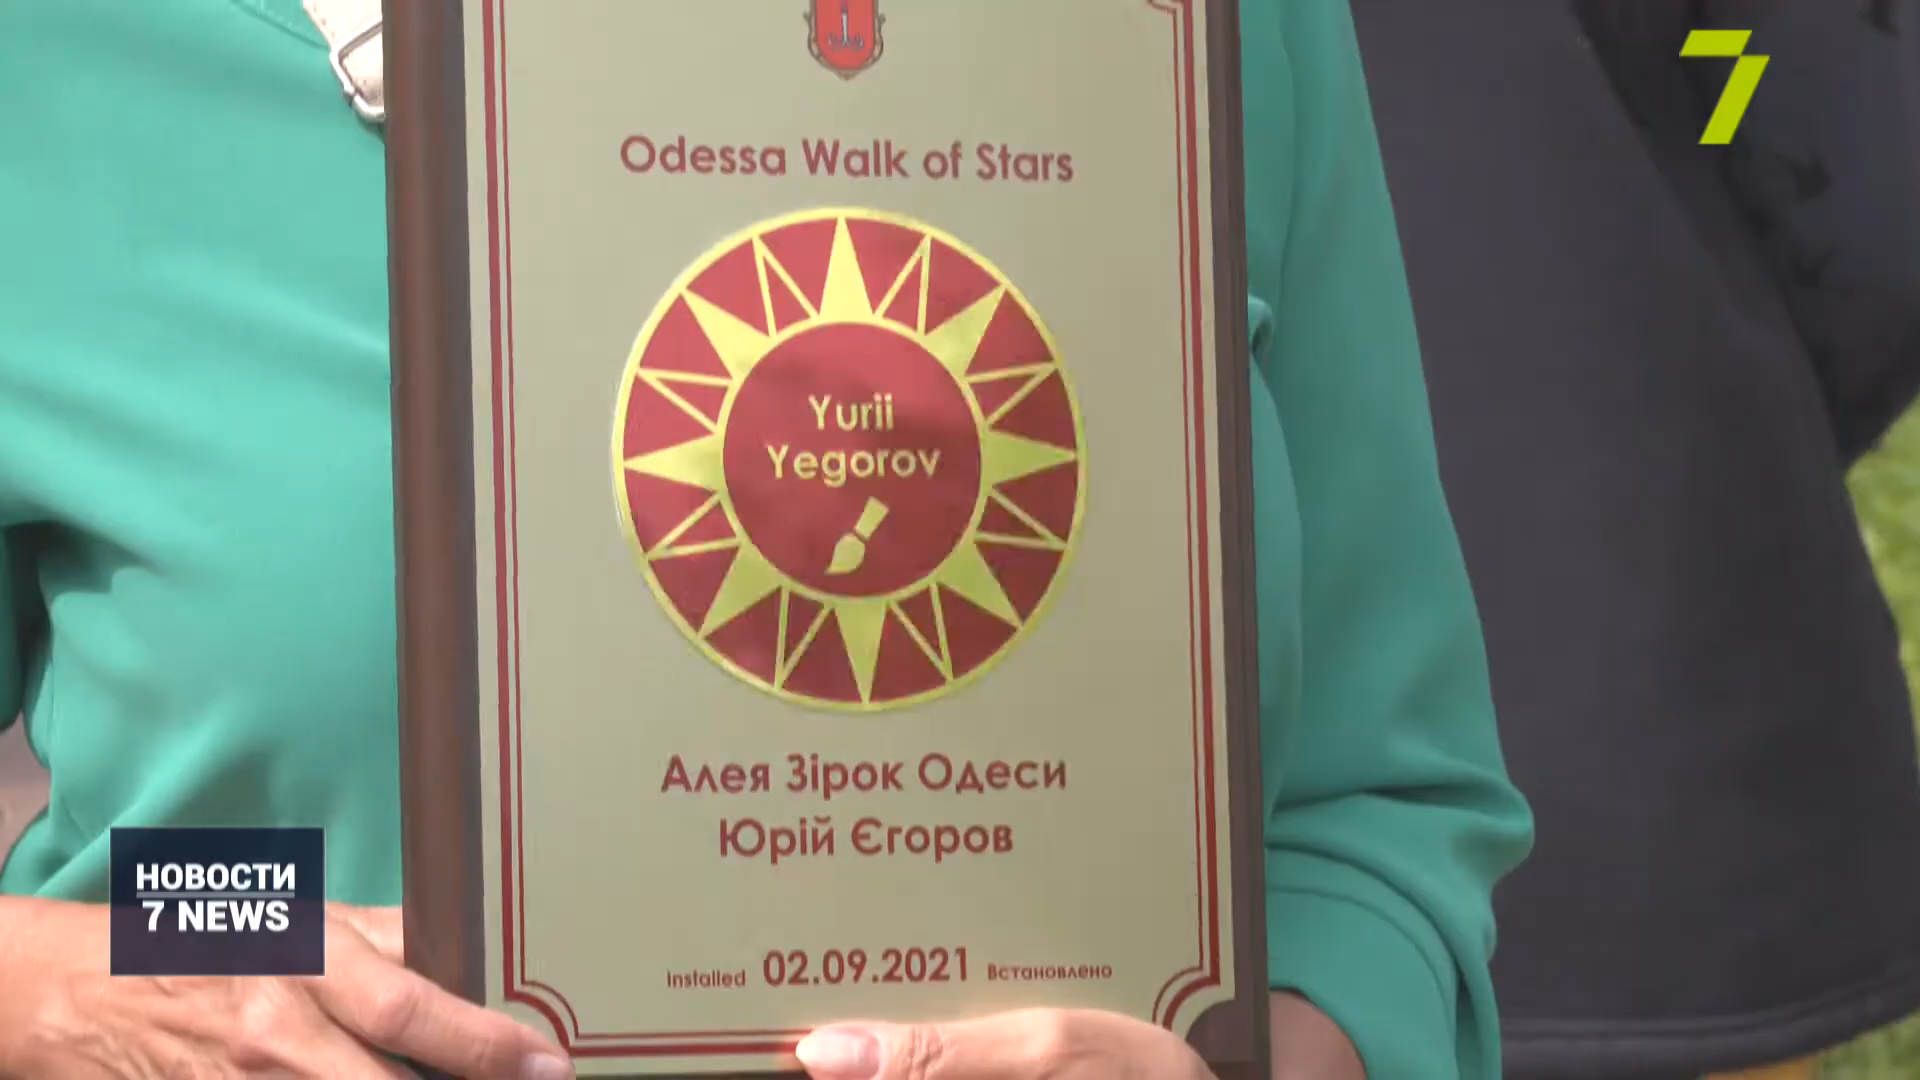 7
Odessa Walk of Stars
Yurii
Yegorov
Алея Зірок Одеси
Юрій Єгоров
Installed 02.09.2021 Встановлено
НОВОСТИ
7 NEWS